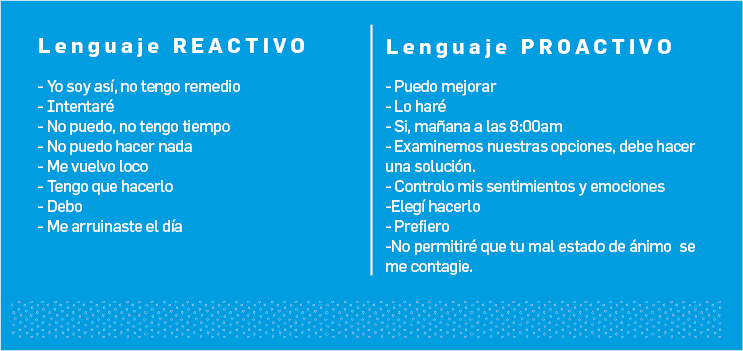 Lenguaje REACTIVO
- Yo soy así, no tengo remedio
- Intentaré
- No puedo, no tengo tiempo
- No puedo hacer nada
- Me vuelvo loco
- Tengo que hacerlo
- Debo
- Me arruinaste el día
Lenguaje PROACTIVO
- Puedo mejorar
- Lo haré
- Si, mañana a las 8:00am
- Examinemos nuestras opciones, debe hacer
una solución.
- Controlo mis sentimientos y emociones
-Elegí hacerlo
- Prefiero
-No permitiré que tu mal estado de ánimo  se
me contagie.